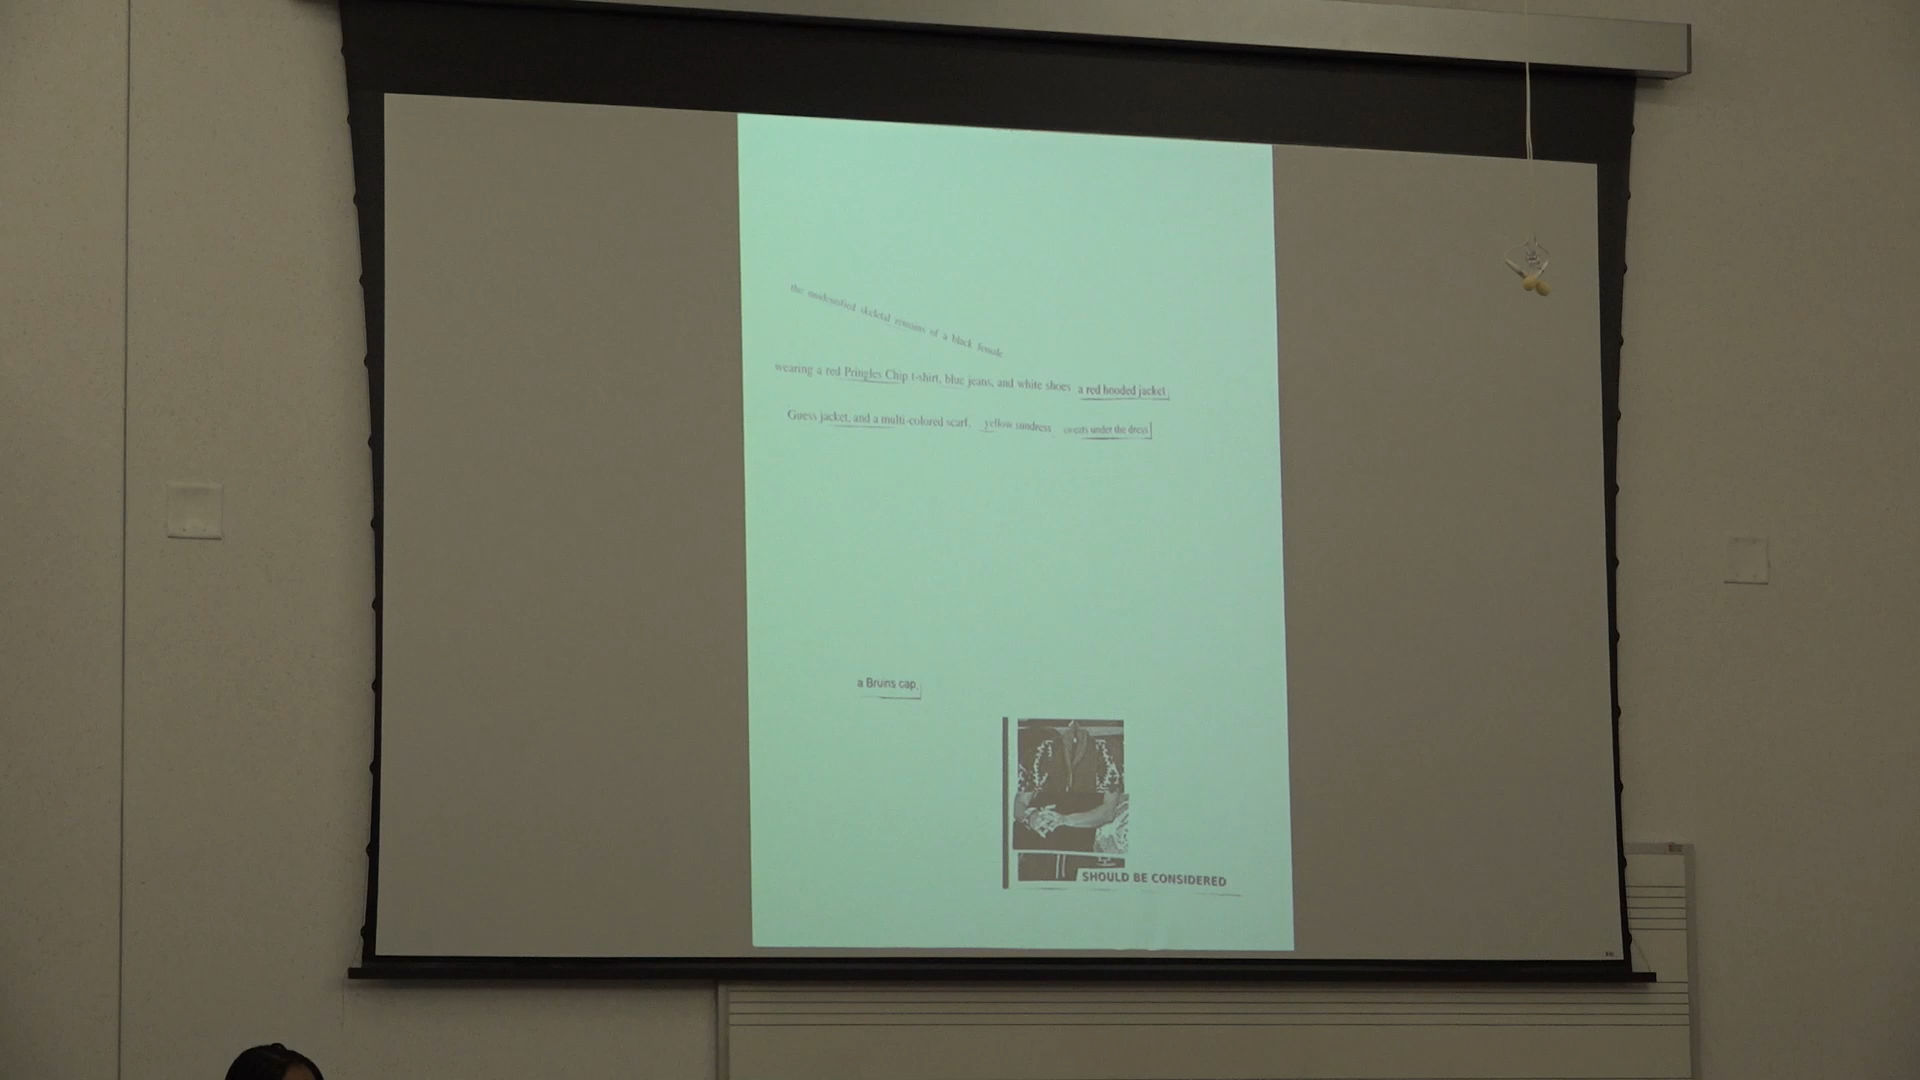 the unidentified skeletal remains of a black female
wearing a red Pringles Chip t-shirt, blue jeans, and white shoes a red hooded jacket,
Guess jacket, and a multi-colored scarf, yellow sundress sweats under the dress
a Bruins cap,
SHOULD BE CONSIDERED